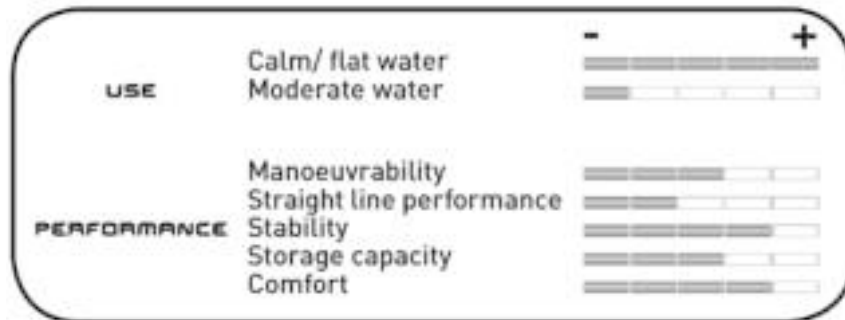 - +
Calm/ flat water
USE Moderate water
Manoeuvrability
Straight line performance
PERFORMANCE Stability
Storage capacity
Comfort